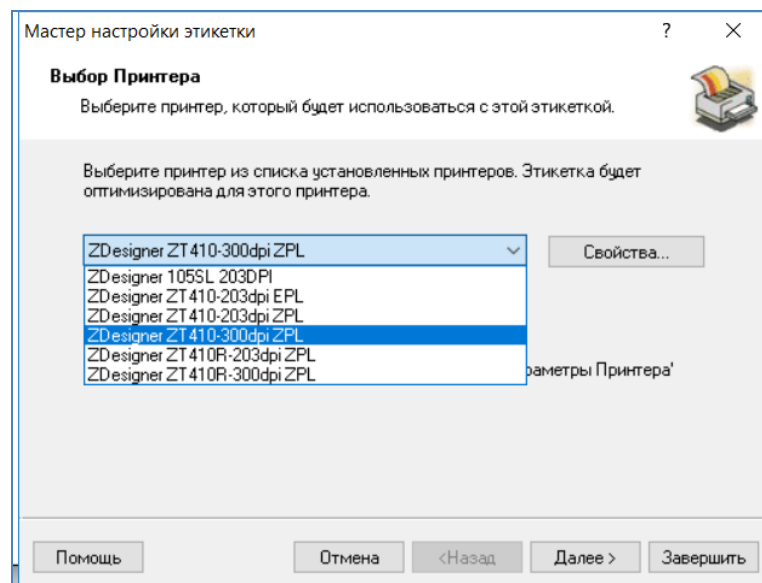 Мастер настройки этикетки ?
Выбор Принтера
Выберите принтер, который будет использоваться с этой этикеткой.
Выберите принтер из списка установленных принтеров. Этикетка будет
оптимизирована для этого принтера.
ZDesigner ZT410-300dpi ZPL
Свойства...
ZDesigner 105SL 203DPI
ZDesigner ZT410-203dpi EPL
ZDesigner ZT410-203dpi ZPL
ZDesigner ZT410-300dpi ZPL
ZDesigner ZT410R-203dpi ZPL
ZDesigner ZT410R-300dpi ZPL
раметры Принтера'
Помощь Отмена <Назад Далее > Завершить